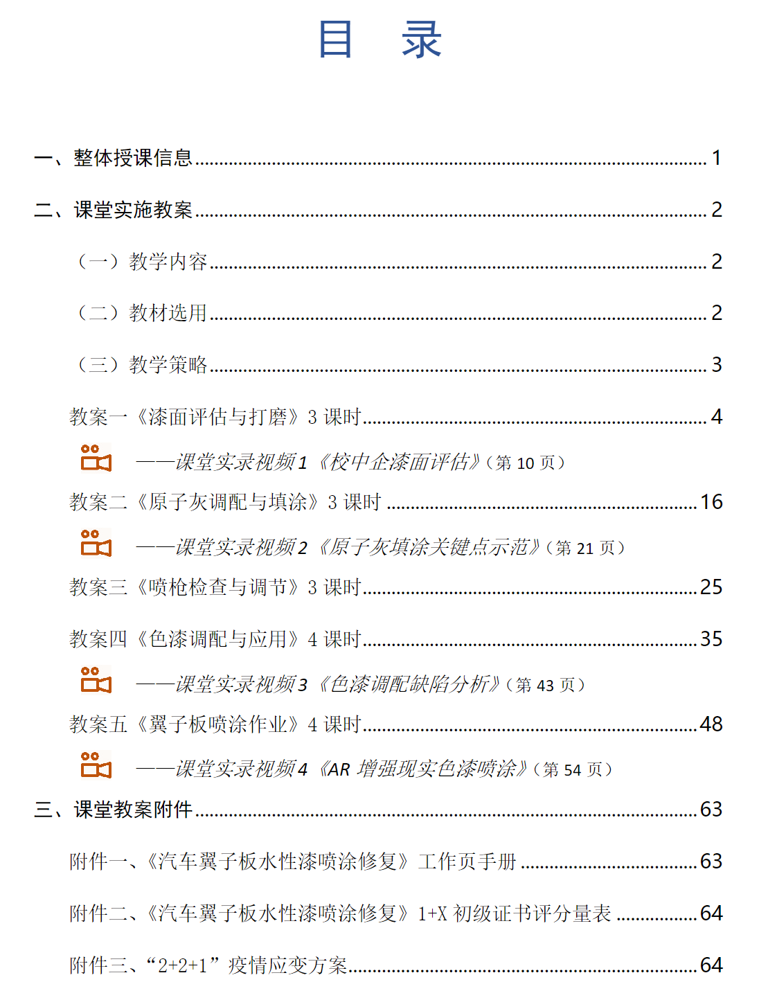 目 录
一、整体授课信息........................................ 1
二、课堂实施教案........................................ 2
（一）教学内容........................................ 2
（二）教材选用........................................ 2
（三）教学策略........................................ 3
教案一《漆面评估与打磨》3 课时........................................ 4
——课堂实录视频 1《校中企漆面评估》（第 10 页）
教案二《原子灰调配与填涂》3 课时 ........................................ 16
——课堂实录视频 2《原子灰填涂关键点示范》（第 21 页）
教案三《喷枪检查与调节》3 课时........................................ 25
教案四《色漆调配与应用》4 课时........................................ 35
——课堂实录视频 3《色漆调配缺陷分析》（第 43 页）
教案五《翼子板喷涂作业》4 课时........................................ 48
——课堂实录视频 4《AR 增强现实色漆喷涂》（第 54 页）
三、课堂教案附件........................................ 63
附件一、《汽车翼子板水性漆喷涂修复》工作页手册 ........................................ 63
附件二、《汽车翼子板水性漆喷涂修复》1+X 初级证书评分量表 .................... 64
附件三、“2+2+1”疫情应变方案........................................ 64